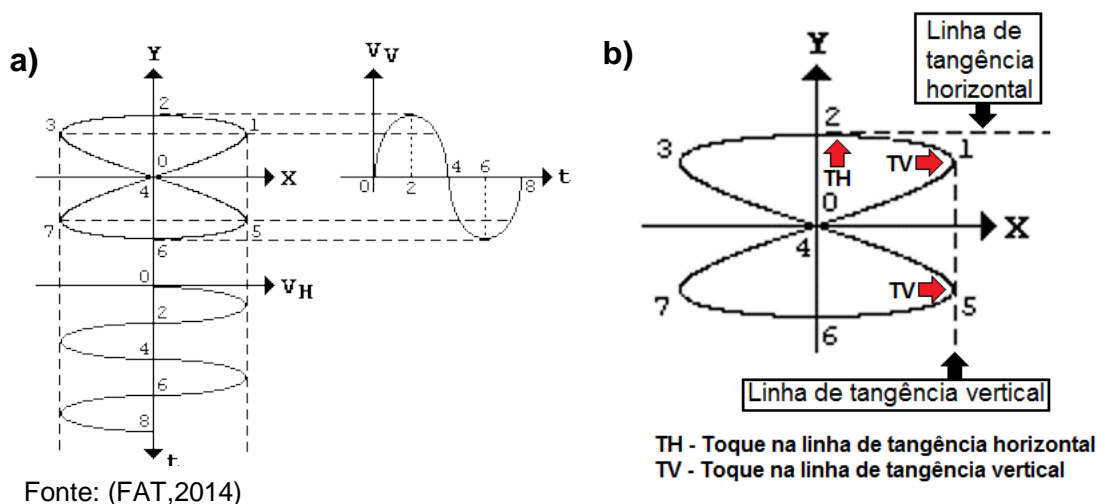 a)
Y
3
2
1
0
X
4
7
5
6
0
V H
2
4
6
8
t
V V
0
2
4
6
8
t
b)
Y
Linha de
tangência
horizontal
2
3
1
TV
TH
0
X
4
TV
7
5
6
Linha de tangência vertical
TH - Toque na linha de tangência horizontal
TV - Toque na linha de tangência vertical
Fonte: (FAT,2014)